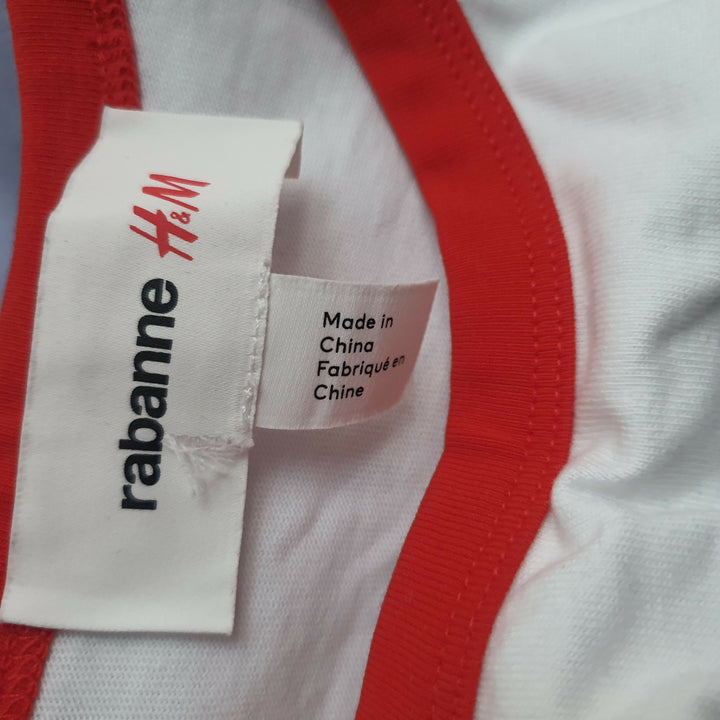 rabanne H&M
Made in
China
Fabriqué en
Chine